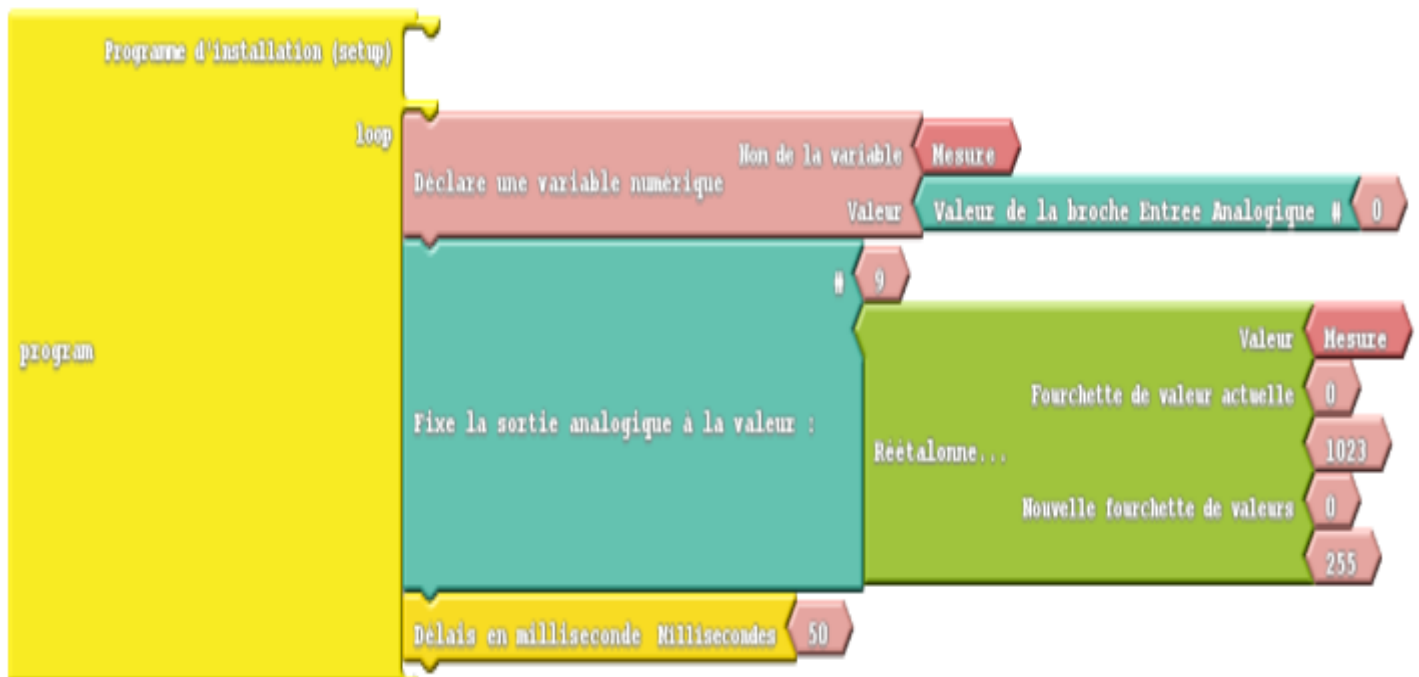 Programme d'installation (setup)
loop
program
Déclare une variable numérique
Nom de la variable
Mesure
Valeur
Valeur de la broche Entree Analogique #
0
Fixe la sortie analogique à la valeur :
#
9
Réétalonne...
Valeur
Mesure
Fourchette de valeur actuelle
0
1023
Nouvelle fourchette de valeurs
0
255
Délais en milliseconde Millisecondes
50